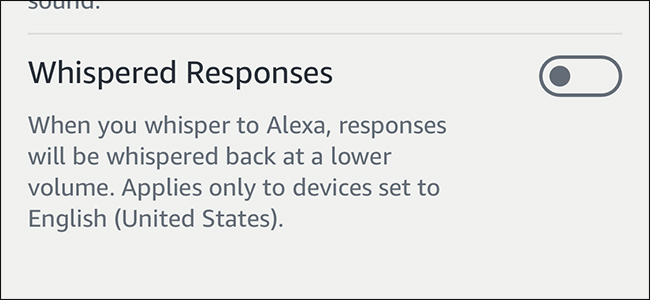 sound.
Whispered Responses
When you whisper to Alexa, responses
will be whispered back at a lower
volume. Applies only to devices set to
English (United States).